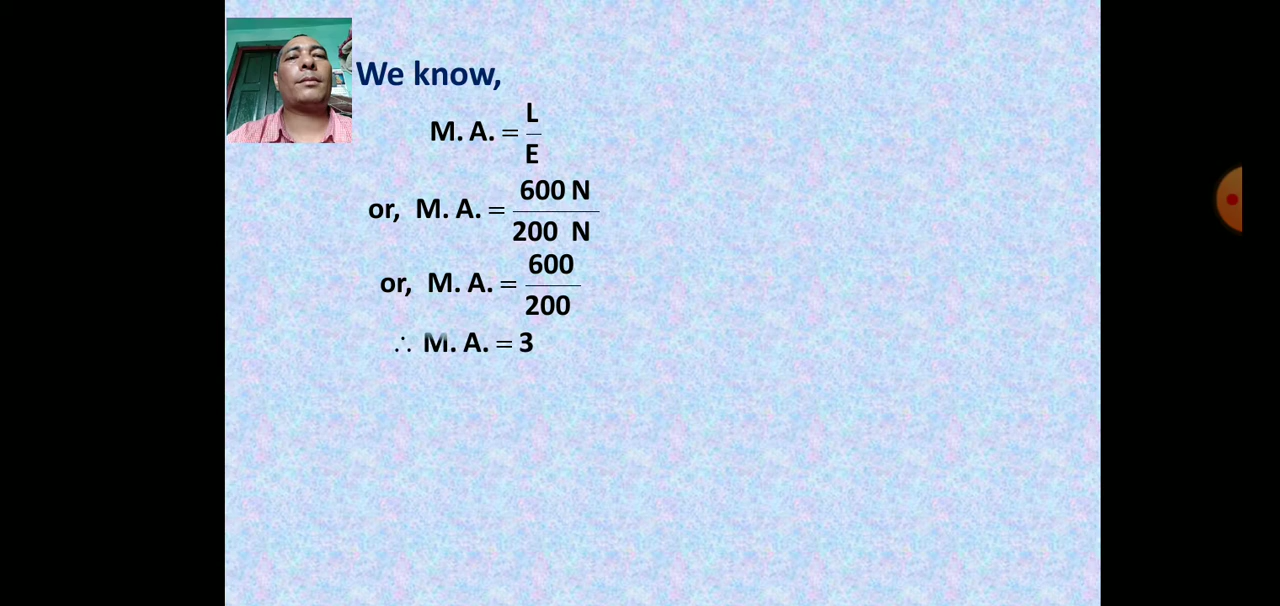 We know,
M. A. = L/E
or, M. A. = 600 N/200 N
or, M. A. = 600/200
∴ M. A. = 3